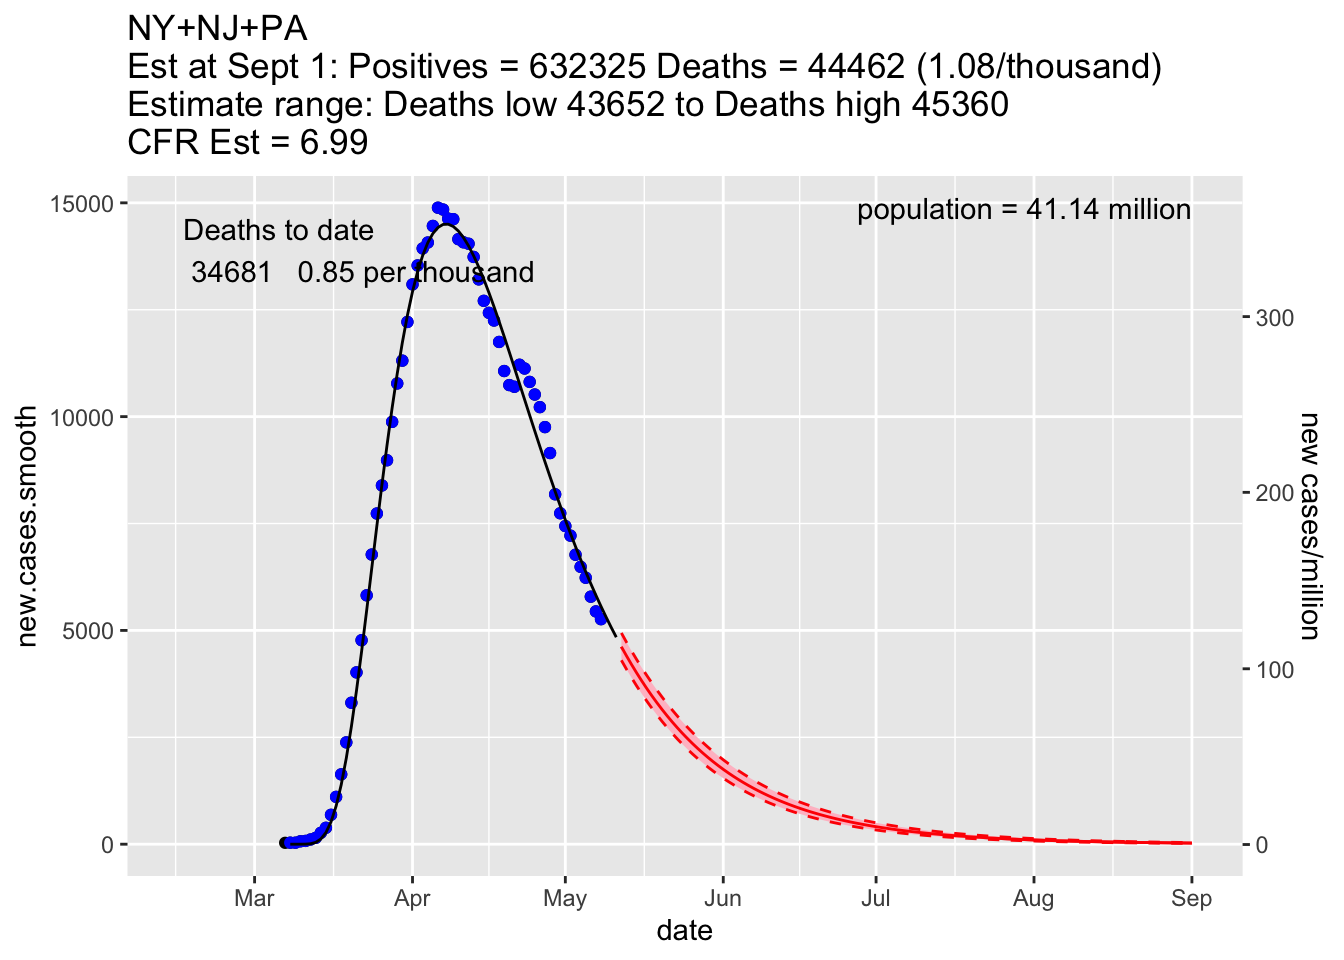 NY+NJ+PA
Est at Sept 1: Positives = 632325 Deaths = 44462 (1.08/thousand)
Estimate range: Deaths low 43652 to Deaths high 45360
CFR Est = 6.99
Deaths to date
34681 0.85 per thousand
population = 41.14 million
new.cases.smooth
15000
10000
5000
0
new cases/million
300
200
100
0
Mar Apr May Jun Jul Aug Sep
date